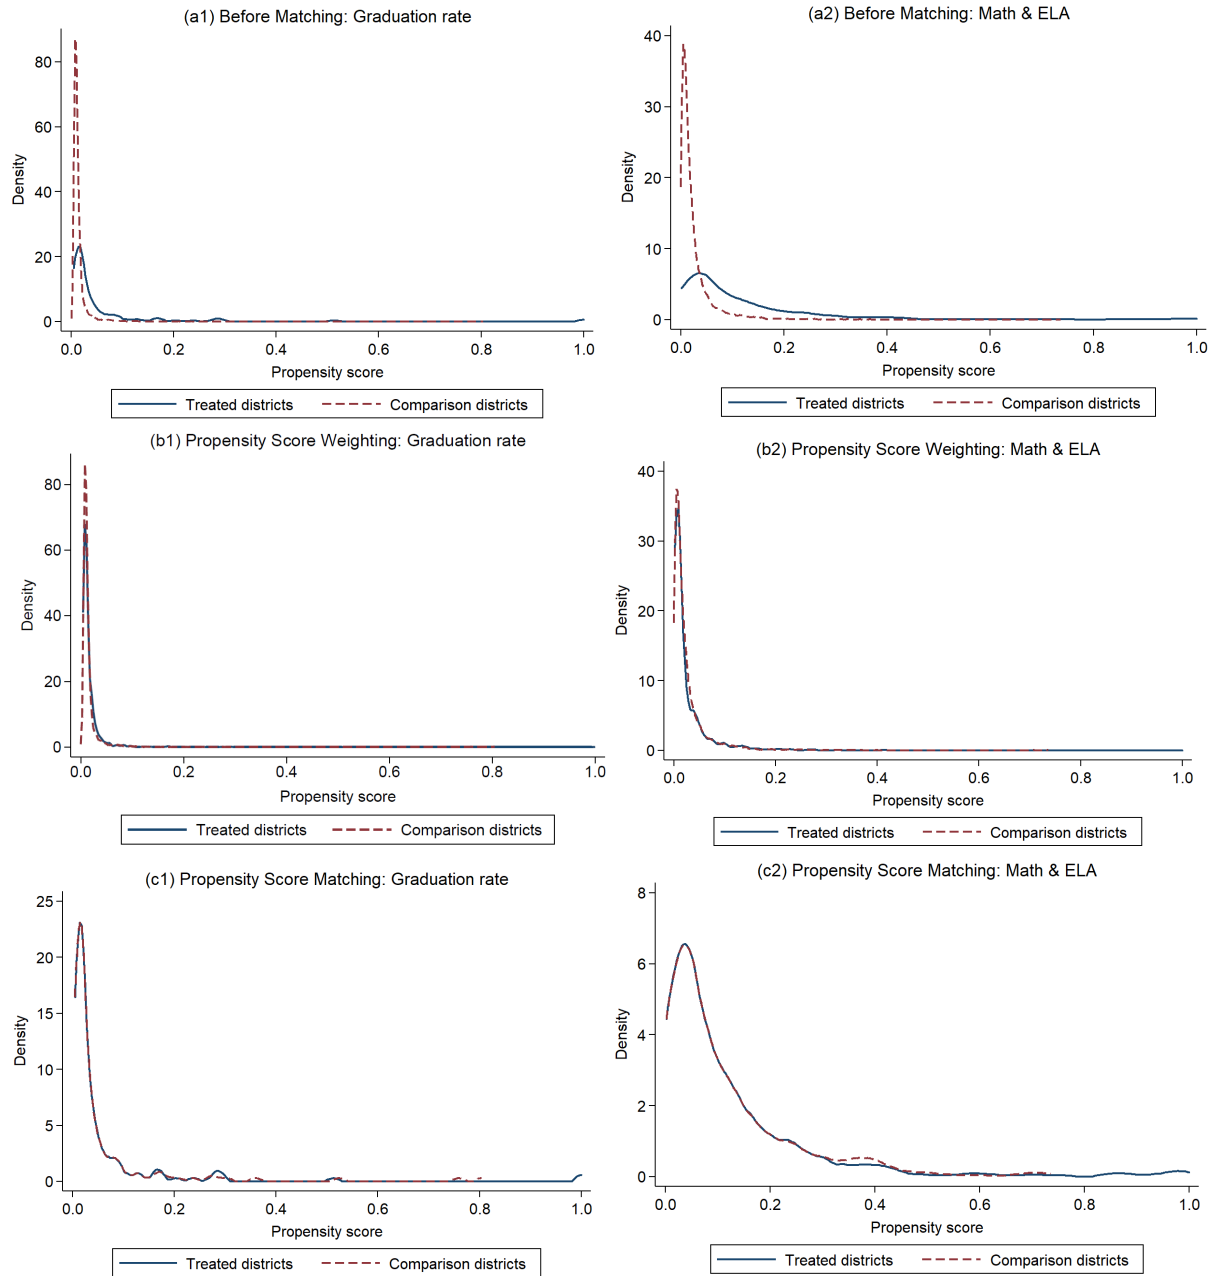 (a1) Before Matching: Graduation rate
80
60
40
20
0
Density
0.0 0.2 0.4 0.6 0.8 1.0
Propensity score
Treated districts Comparison districts
(a2) Before Matching: Math & ELA
40
30
20
10
0
Density
0.0 0.2 0.4 0.6 0.8 1.0
Propensity score
Treated districts Comparison districts
(b1) Propensity Score Weighting: Graduation rate
80
60
40
20
0
Density
0.0 0.2 0.4 0.6 0.8 1.0
Propensity score
Treated districts Comparison districts
(b2) Propensity Score Weighting: Math & ELA
40
30
20
10
0
Density
0.0 0.2 0.4 0.6 0.8 1.0
Propensity score
Treated districts Comparison districts
(c1) Propensity Score Matching: Graduation rate
25
20
15
10
5
0
Density
0.0 0.2 0.4 0.6 0.8 1.0
Propensity score
Treated districts Comparison districts
(c2) Propensity Score Matching: Math & ELA
8
6
4
2
0
Density
0.0 0.2 0.4 0.6 0.8 1.0
Propensity score
Treated districts Comparison districts